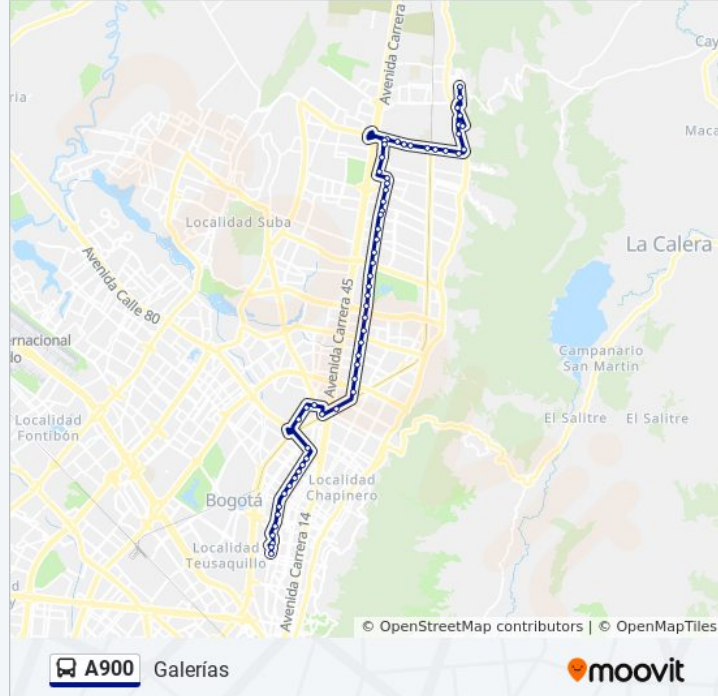 Avenida Carrera
Cay
ria
Maca
Localidad Suba
La Calera
Avenida Calle 80
Avenida Carrera 45
ernacional
do
Campanario
San Martin
Localidad
Fontibón
El Salitre
El Salitre
Localidad
Chapinero
Bogotá
Localidad
Teusaquillo
Avenida Carrera 14
d
y
© OpenStreetMap contributors | © OpenMapTiles
A900
Galerías
moovit